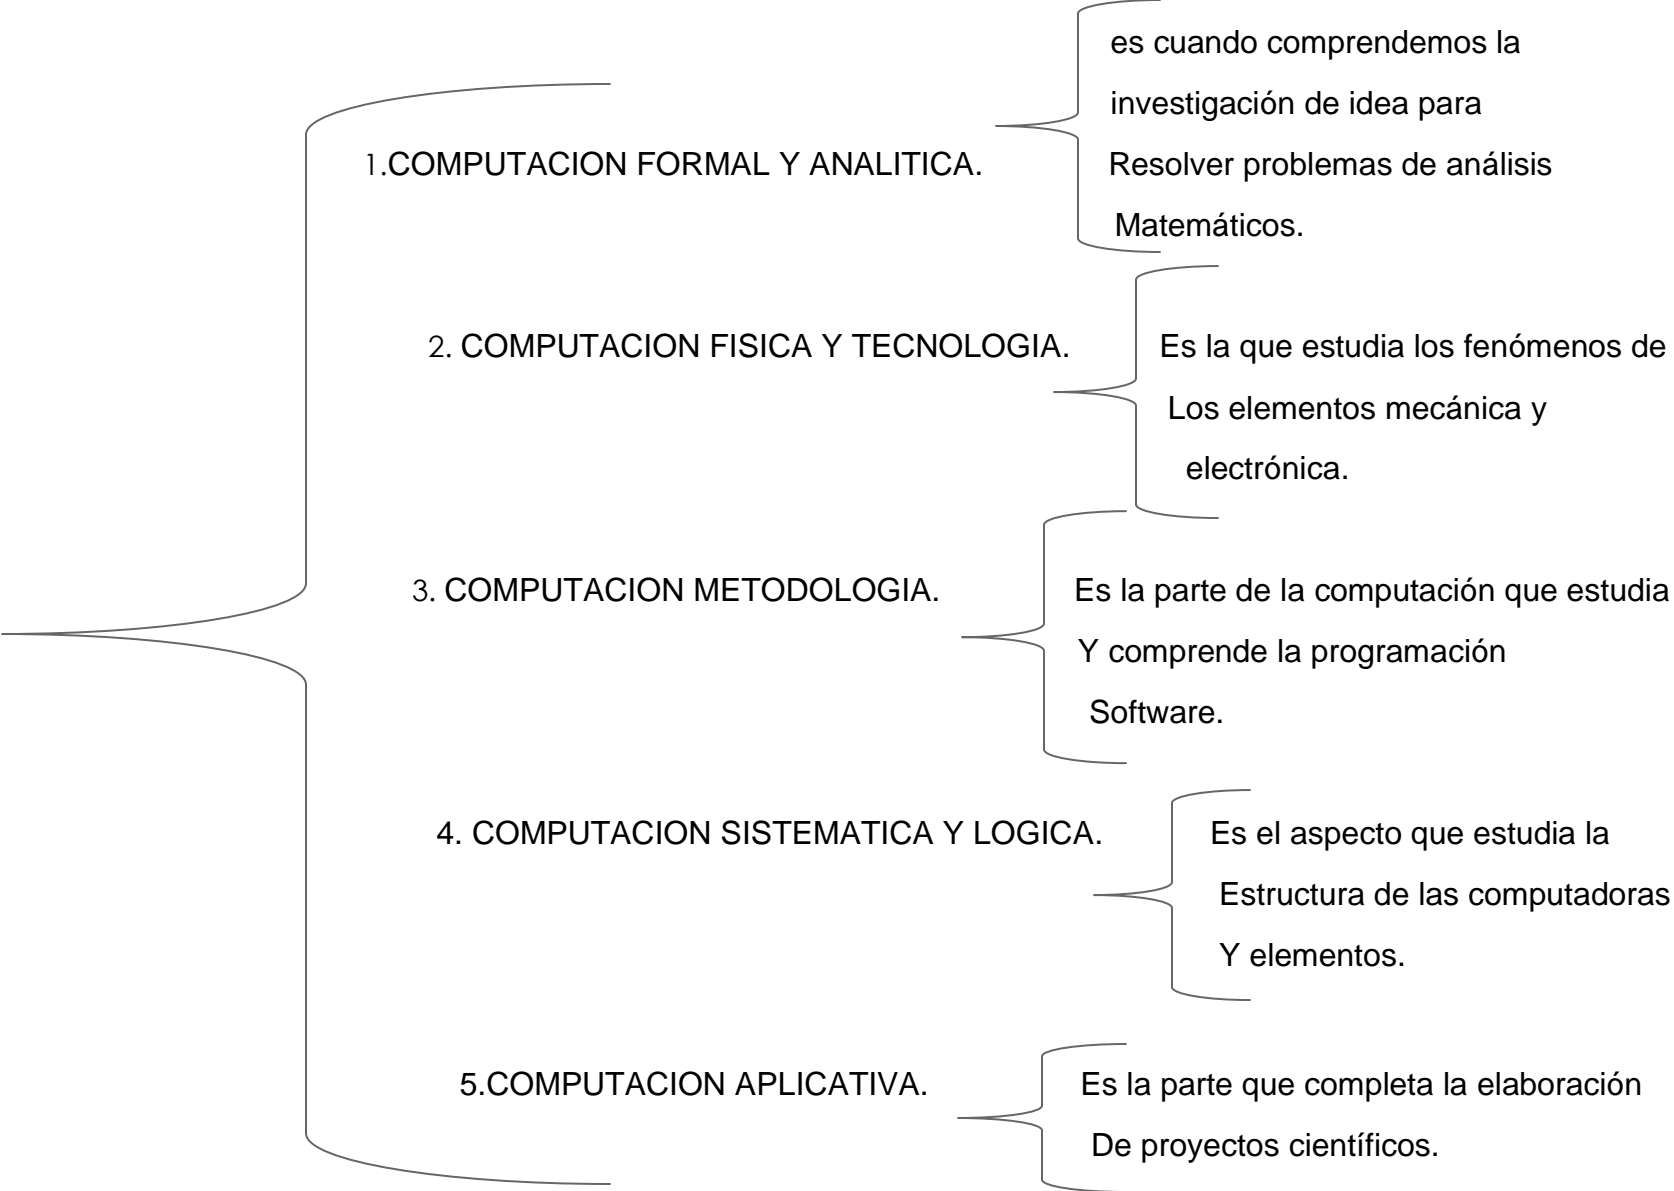 es cuando comprendemos la
investigación de idea para
1.COMPUTACION FORMAL Y ANALITICA. Resolver problemas de análisis
Matemáticos.
2. COMPUTACION FISICA Y TECNOLOGIA. Es la que estudia los fenómenos de
Los elementos mecánica y
electrónica.
3. COMPUTACION METODOLOGIA. Es la parte de la computación que estudia
Y comprende la programación
Software.
4. COMPUTACION SISTEMATICA Y LOGICA. Es el aspecto que estudia la
Estructura de las computadoras
Y elementos.
5.COMPUTACION APLICATIVA. Es la parte que completa la elaboración
De proyectos científicos.